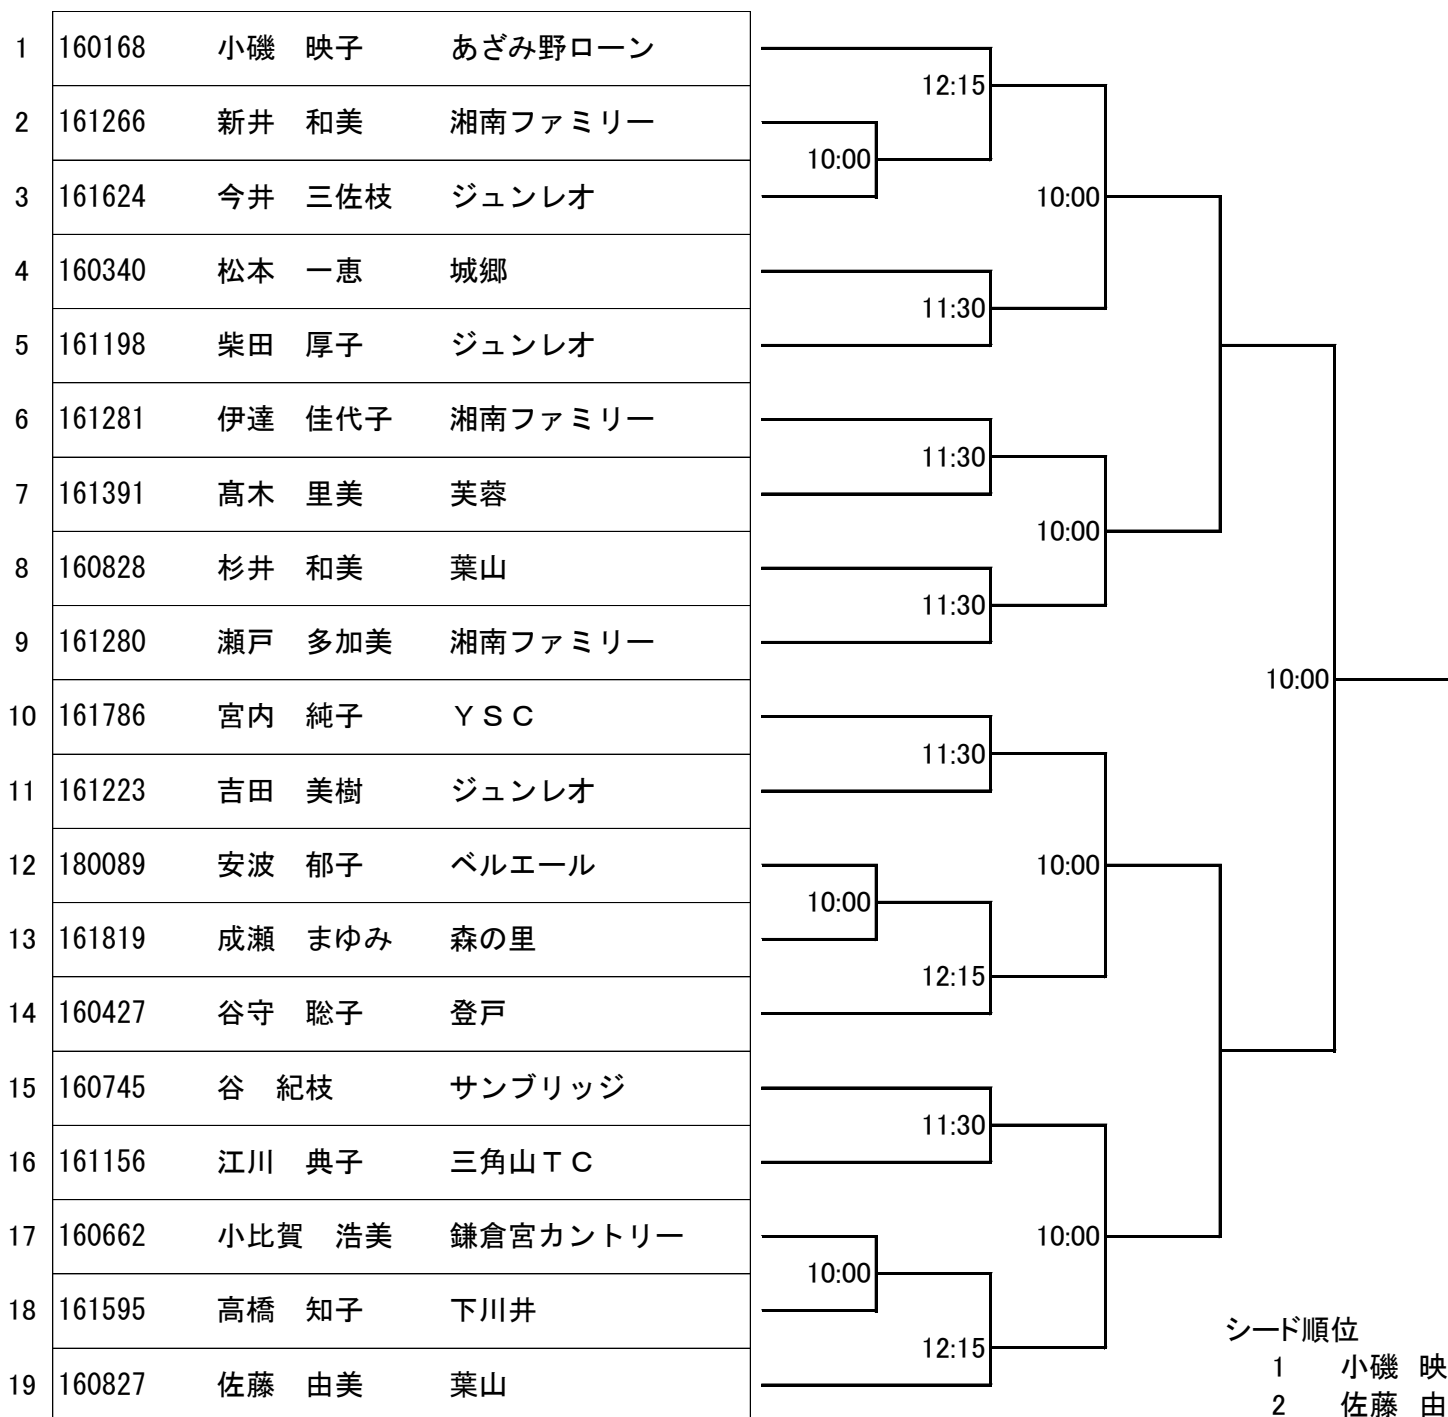 1 160168 小磯 映子 あざみ野ローン
12:15
2 161266 新井 和美 湘南ファミリー
10:00
3 161624 今井 三佐枝 ジュンレオ
10:00
4 160340 松本 一恵 城郷
11:30
5 161198 柴田 厚子 ジュンレオ
6 161281 伊達 佳代子 湘南ファミリー
11:30
7 161391 髙木 里美 芙蓉
10:00
8 160828 杉井 和美 葉山
11:30
9 161280 瀬戸 多加美 湘南ファミリー
10:00
10 161786 宮内 純子 ＹＳＣ
11:30
11 161223 吉田 美樹 ジュンレオ
12 180089 安波 郁子 ベルエール
10:00
10:00
13 161819 成瀬 まゆみ 森の里
12:15
14 160427 谷守 聡子 登戸
15 160745 谷 紀枝 サンブリッジ
11:30
16 161156 江川 典子 三角山ＴＣ
17 160662 小比賀 浩美 鎌倉宮カントリー
10:00
10:00
18 161595 高橋 知子 下川井
12:15
19 160827 佐藤 由美 葉山
シード順位
1 小磯 映
2 佐藤 由